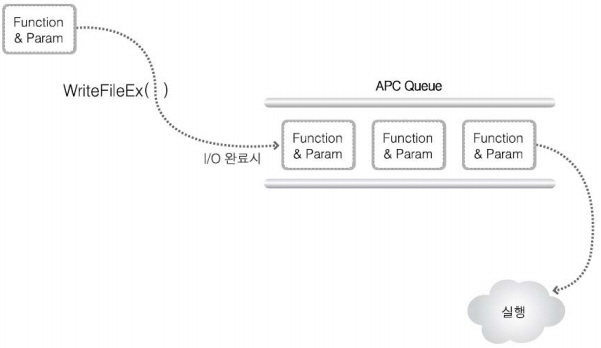 Function
& Param
WriteFileEx( )
APC Queue
I/O 완료시
Function
& Param
Function
& Param
Function
& Param
실행